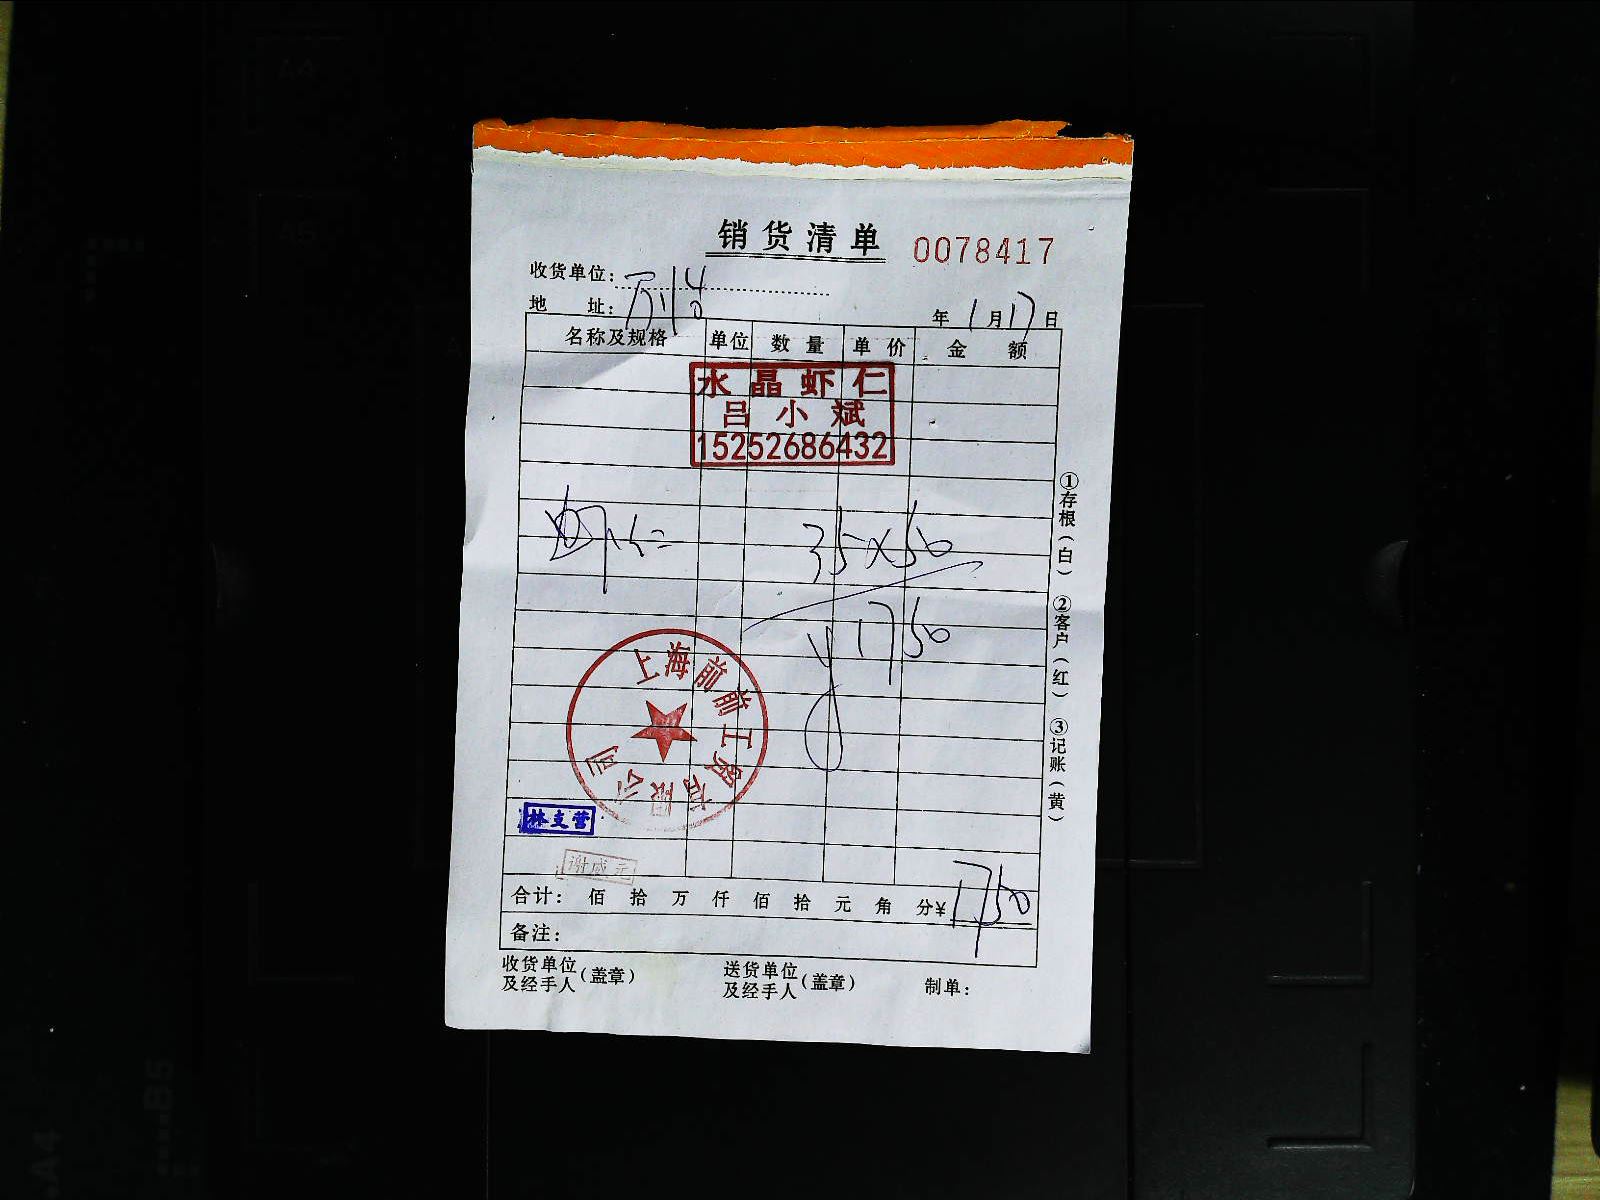 销货清单 0078417
收货单位：
地 址： 年 1 月 17 日
名称及规格 单位 数量 单价 金额
水晶虾仁
吕小斌
15252686432
虾仁 35×50
¥1750
上海前前工贸有限公司
林支营
谢咸元
合计： 佰 拾 万 仟 佰 拾 元 角 分¥ 1750
备注：
收货单位及经手人（盖章） 送货单位及经手人（盖章） 制单：
①存根（白） ②客户（红） ③记账（黄）
A4
A5
B5
A4